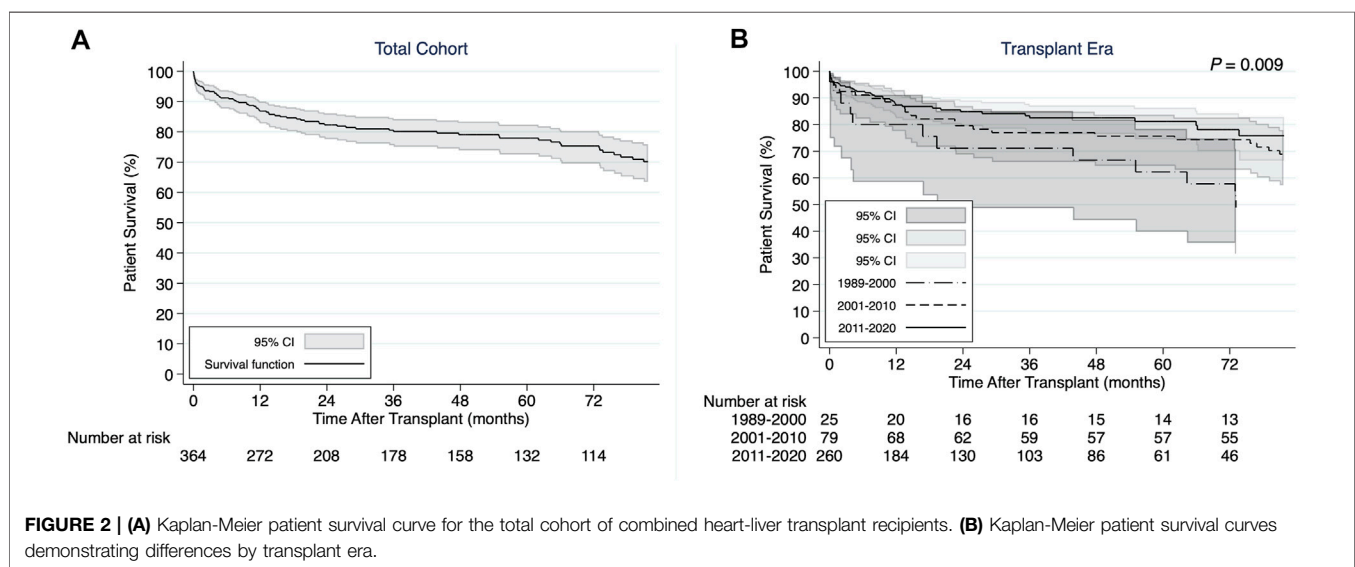 A
Total Cohort
Patient Survival (%)
100
90
80
70
60
50
40
30
20
10
0
95% CI
Survival function
0 12 24 36 48 60 72
Time After Transplant (months)
Number at risk
364 272 208 178 158 132 114
B
Transplant Era
P = 0.009
Patient Survival (%)
100
90
80
70
60
50
40
30
20
10
0
95% CI
95% CI
95% CI
1989-2000
2001-2010
2011-2020
0 12 24 36 48 60 72
Time After Transplant (months)
Number at risk
1989-2000 25 20 16 16 15 14 13
2001-2010 79 68 62 59 57 57 55
2011-2020 260 184 130 103 86 61 46
FIGURE 2 | (A) Kaplan-Meier patient survival curve for the total cohort of combined heart-liver transplant recipients. (B) Kaplan-Meier patient survival curves
demonstrating differences by transplant era.